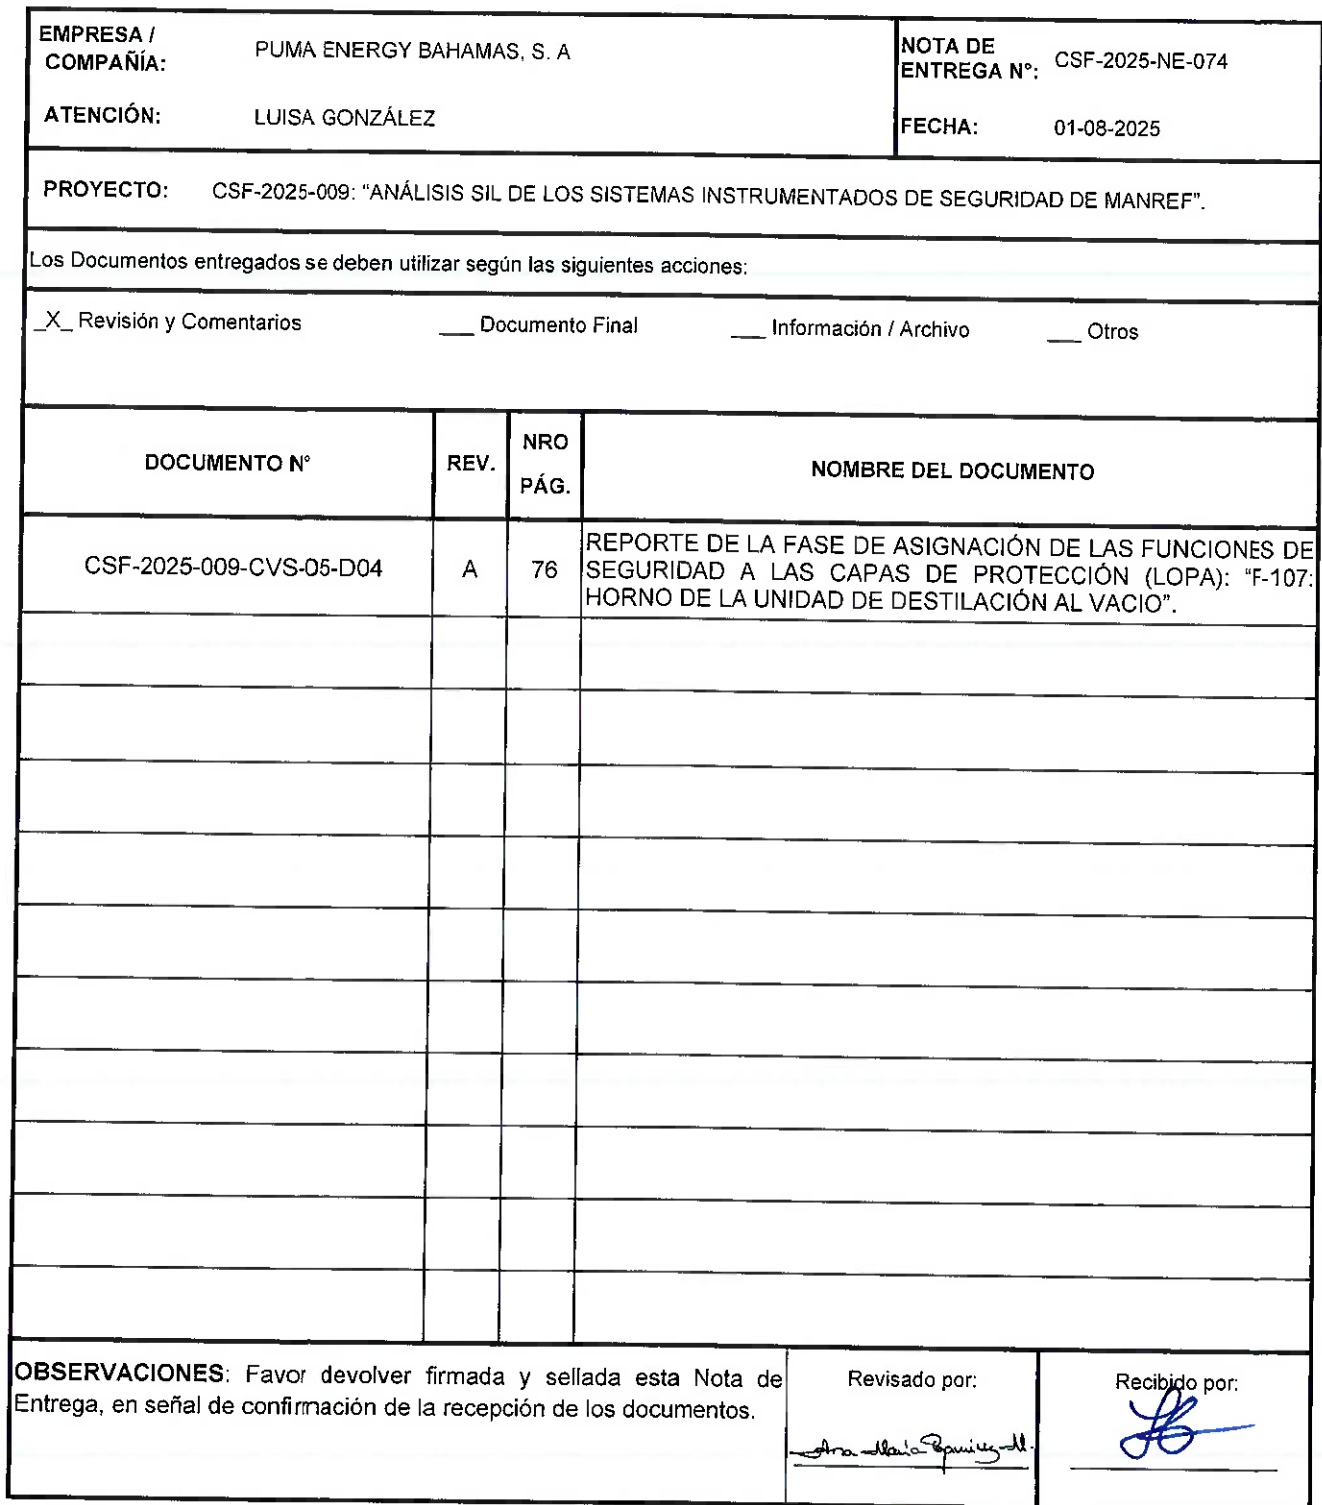 EMPRESA /
COMPAÑÍA:
PUMA ENERGY BAHAMAS, S. A
NOTA DE
ENTREGA N°:
CSF-2025-NE-074
ATENCIÓN:
LUISA GONZÁLEZ
FECHA:
01-08-2025
PROYECTO: CSF-2025-009: “ANÁLISIS SIL DE LOS SISTEMAS INSTRUMENTADOS DE SEGURIDAD DE MANREF”.
Los Documentos entregados se deben utilizar según las siguientes acciones:
_X_ Revisión y Comentarios ___ Documento Final ___ Información / Archivo ___ Otros
DOCUMENTO N°
REV.
NRO
PÁG.
NOMBRE DEL DOCUMENTO
CSF-2025-009-CVS-05-D04
A
76
REPORTE DE LA FASE DE ASIGNACIÓN DE LAS FUNCIONES DE
SEGURIDAD A LAS CAPAS DE PROTECCIÓN (LOPA): “F-107:
HORNO DE LA UNIDAD DE DESTILACIÓN AL VACIO”.
OBSERVACIONES: Favor devolver firmada y sellada esta Nota de
Entrega, en señal de confirmación de la recepción de los documentos.
Revisado por:
Ana María Ramírez M.
Recibido por: